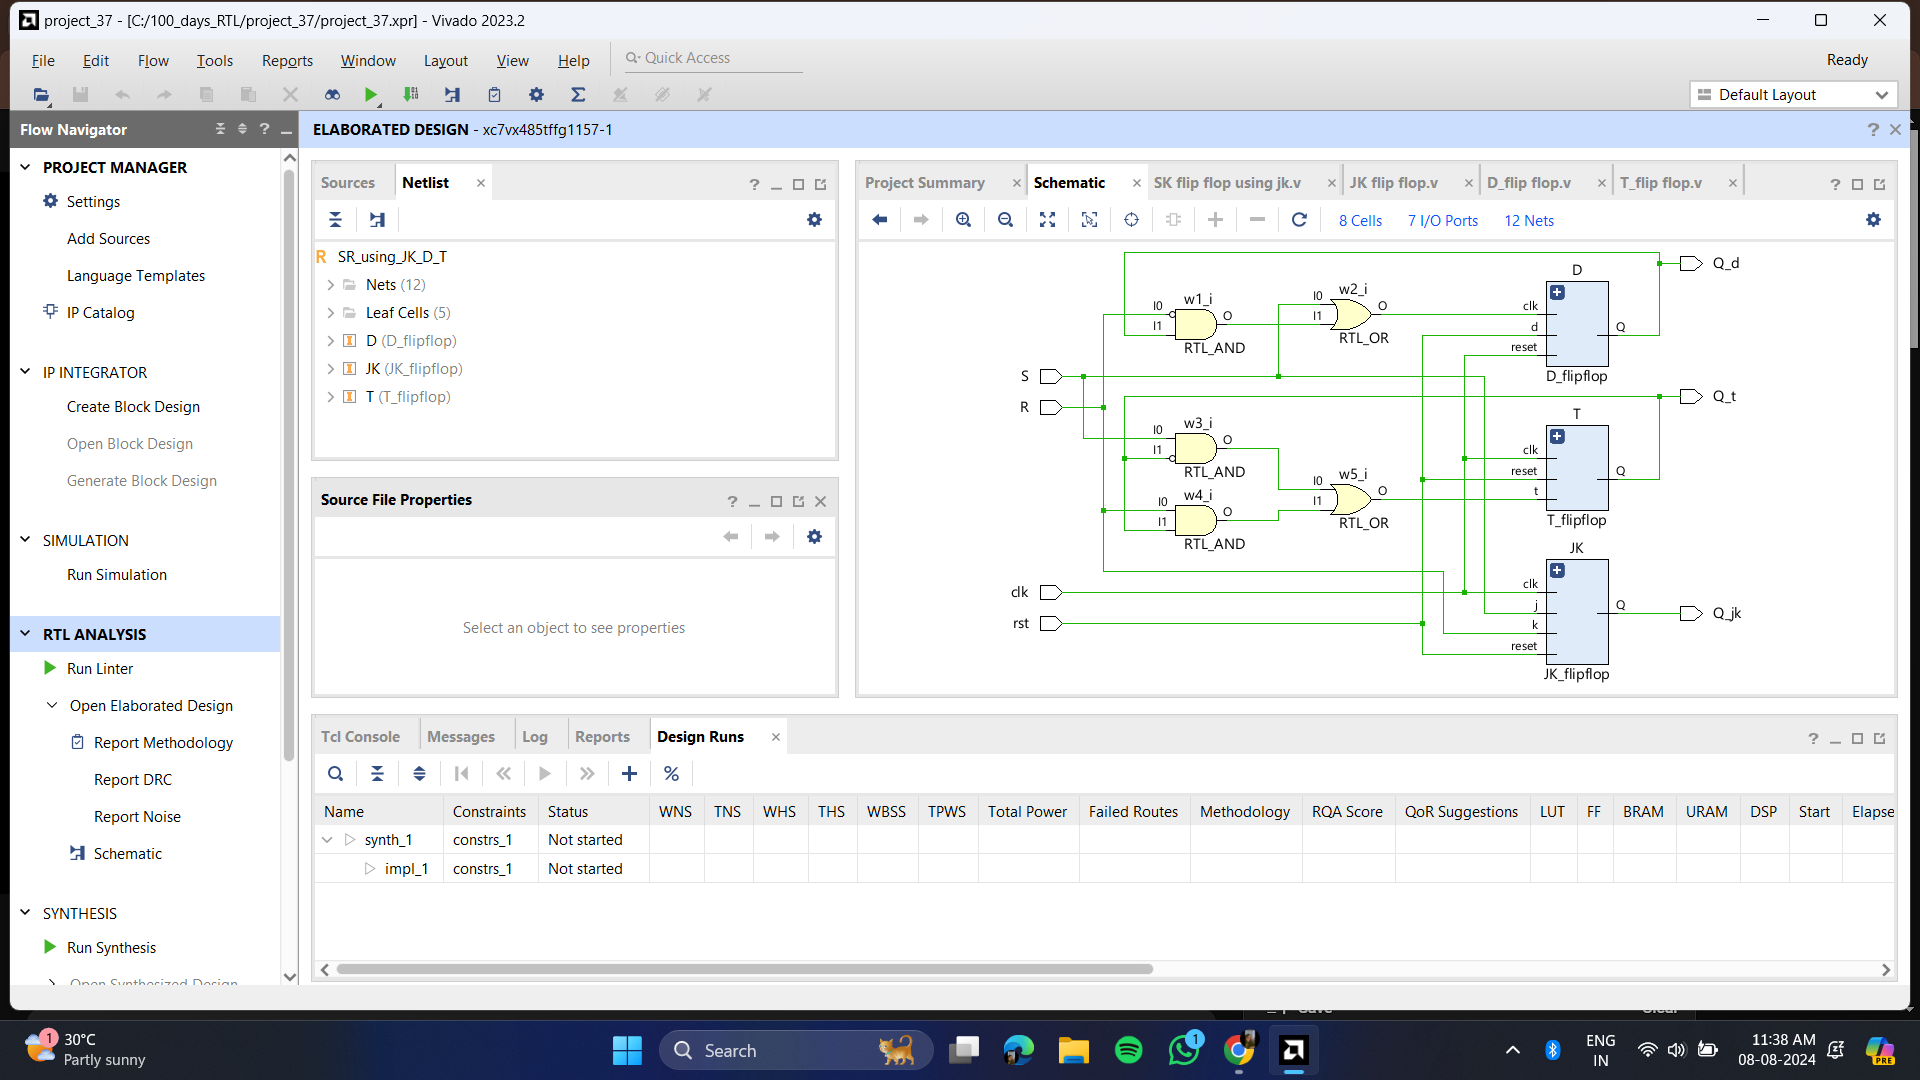 project_37 - [C:/100_days_RTL/project_37/project_37.xpr] - Vivado 2023.2
File Edit Flow Tools Reports Window Layout View Help Quick Access Ready
Default Layout
Flow Navigator ?
ELABORATED DESIGN - xc7vx485tffg1157-1 ?
PROJECT MANAGER
Settings
Add Sources
Language Templates
IP Catalog
IP INTEGRATOR
Create Block Design
Open Block Design
Generate Block Design
SIMULATION
Run Simulation
RTL ANALYSIS
Run Linter
Open Elaborated Design
Report Methodology
Report DRC
Report Noise
Schematic
SYNTHESIS
Run Synthesis
Open Synthesized Design
Sources Netlist ?
R SR_using_JK_D_T
Nets (12)
Leaf Cells (5)
D (D_flipflop)
JK (JK_flipflop)
T (T_flipflop)
Source File Properties ?
Select an object to see properties
Project Summary Schematic SK flip flop using jk.v JK flip flop.v D_flip flop.v T_flip flop.v ?
8 Cells 7 I/O Ports 12 Nets
S
R
clk
rst
w1_i
I0
I1
O
RTL_AND
w2_i
I0
I1
O
RTL_OR
w3_i
I0
I1
O
RTL_AND
w4_i
I0
I1
O
RTL_AND
w5_i
I0
I1
O
RTL_OR
D
clk
d
reset
Q
D_flipflop
T
clk
reset
t
Q
T_flipflop
JK
clk
j
k
reset
Q
JK_flipflop
Q_d
Q_t
Q_jk
Tcl Console Messages Log Reports Design Runs ?
Name Constraints Status WNS TNS WHS THS WBSS TPWS Total Power Failed Routes Methodology RQA Score QoR Suggestions LUT FF BRAM URAM DSP Start Elapse
synth_1 constrs_1 Not started
impl_1 constrs_1 Not started
1
30°C
Partly sunny
Search
1
ENG
IN
11:38 AM
08-08-2024
PRE